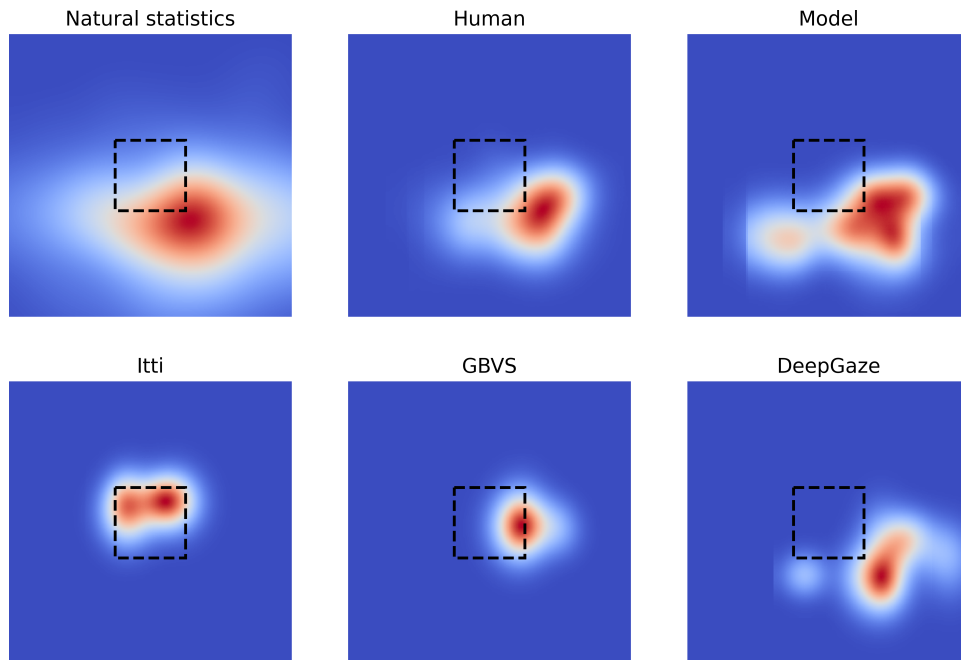 Natural statistics
Human
Model
Itti
GBVS
DeepGaze